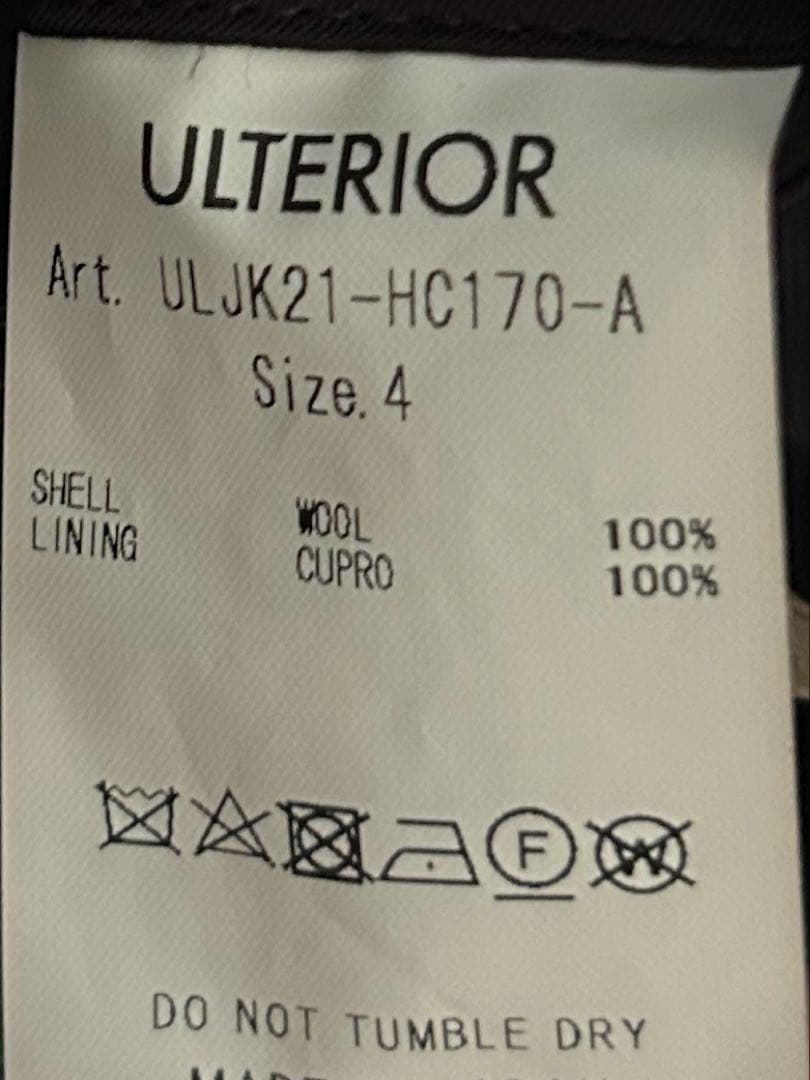 ULTERIOR
Art. ULJK21-HC170-A
Size. 4
SHELL WOOL 100%
LINING CUPRO 100%
F W
DO NOT TUMBLE DRY